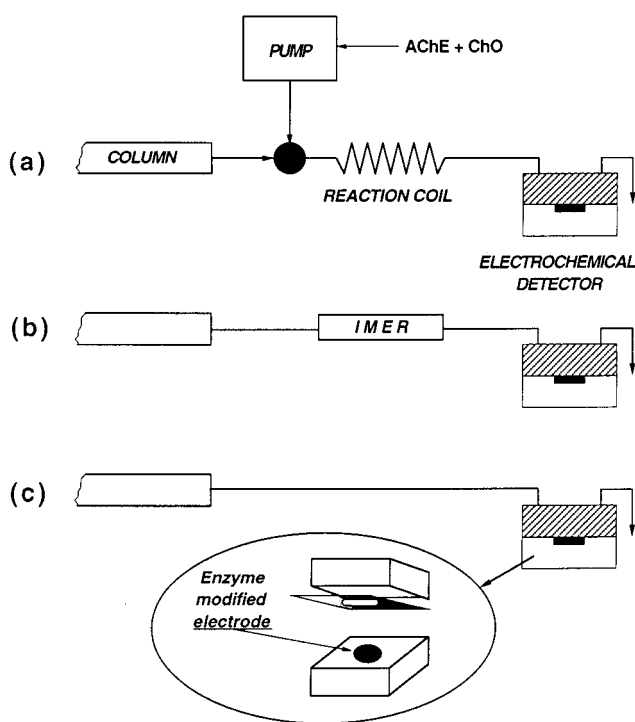 PUMP
AChE + ChO
(a)
COLUMN
REACTION COIL
ELECTROCHEMICAL
DETECTOR
(b)
IMER
(c)
Enzyme
modified
electrode